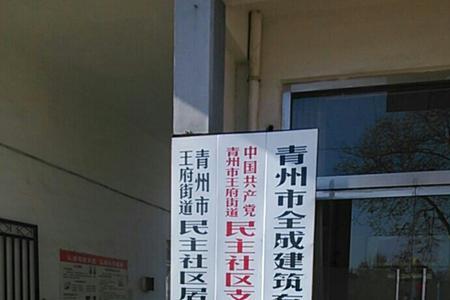 青州市
王府街道
民主社区居
中国共产党
青州市王府街道
民主社区支
青州市全成建筑有